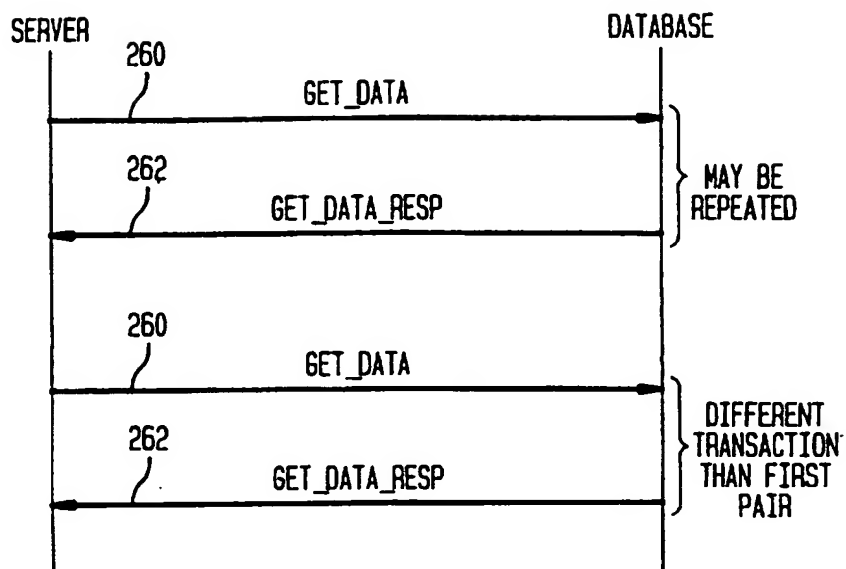 SERVER
DATABASE
260
GET_DATA
262
GET_DATA_RESP
MAY BE
REPEATED
260
GET_DATA
262
GET_DATA_RESP
DIFFERENT
TRANSACTION
THAN FIRST
PAIR